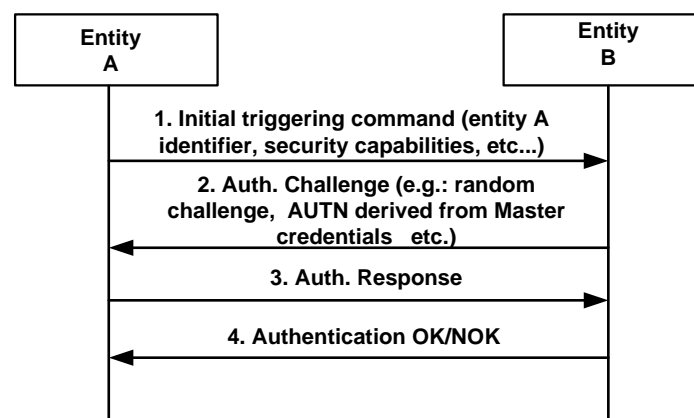 Entity
A
Entity
B
1. Initial triggering command (entity A
identifier, security capabilities, etc...)
2. Auth. Challenge (e.g.: random
challenge, AUTN derived from Master
credentials etc.)
3. Auth. Response
4. Authentication OK/NOK